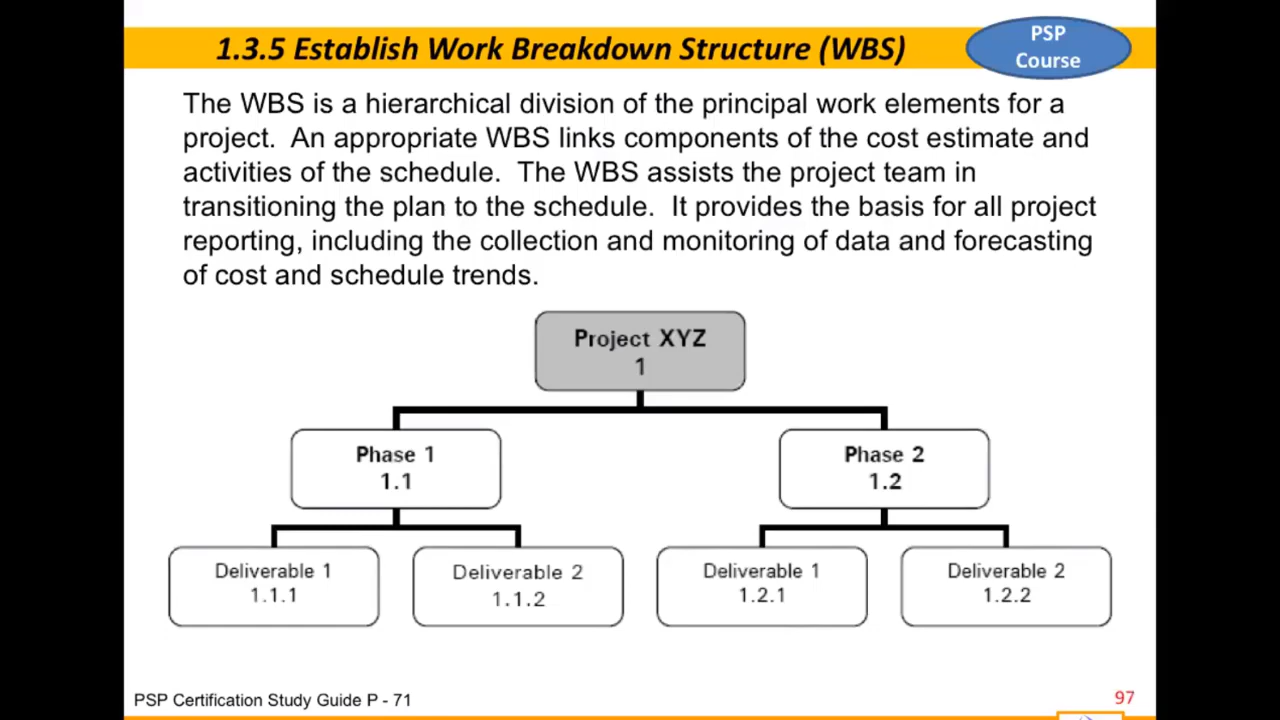 1.3.5 Establish Work Breakdown Structure (WBS)
PSP
Course
The WBS is a hierarchical division of the principal work elements for a
project.  An appropriate WBS links components of the cost estimate and
activities of the schedule.  The WBS assists the project team in
transitioning the plan to the schedule.  It provides the basis for all project
reporting, including the collection and monitoring of data and forecasting
of cost and schedule trends.
Project XYZ
1
Phase 1
1.1
Phase 2
1.2
Deliverable 1
1.1.1
Deliverable 2
1.1.2
Deliverable 1
1.2.1
Deliverable 2
1.2.2
PSP Certification Study Guide P - 71
97